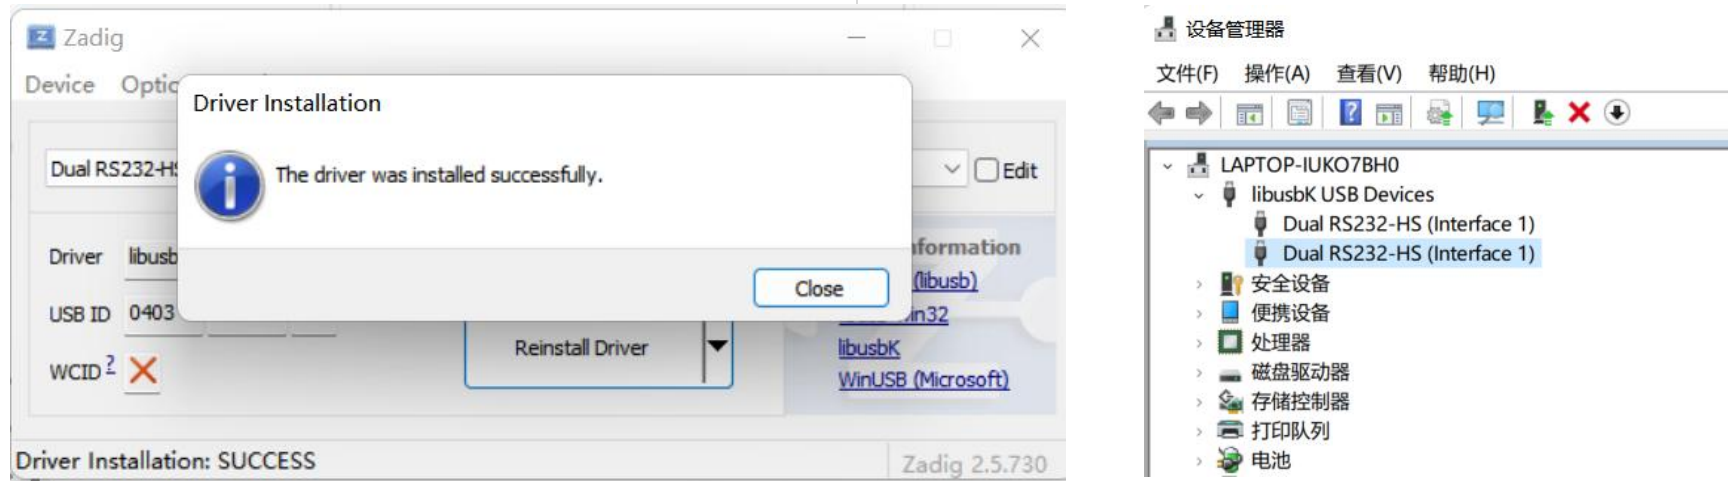 Zadig
Device
Driver Installation
The driver was installed successfully.
Close
Dual RS232-HS
Edit
Driver
USB ID 0403
WCID ?
Reinstall Driver
(libusb)
libusbK
WinUSB (Microsoft)
Driver Installation: SUCCESS
Zadig 2.5.730
设备管理器
文件(F) 操作(A) 查看(V) 帮助(H)
LAPTOP-IUKO7BH0
libusbK USB Devices
Dual RS232-HS (Interface 1)
Dual RS232-HS (Interface 1)
安全设备
便携设备
处理器
磁盘驱动器
存储控制器
打印队列
电池